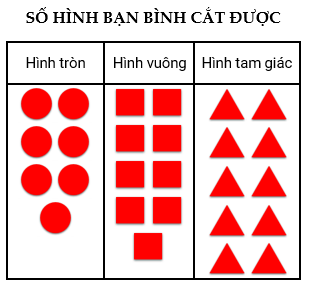 SỐ HÌNH BẠN BÌNH CẮT ĐƯỢC
Hình tròn Hình vuông Hình tam giác